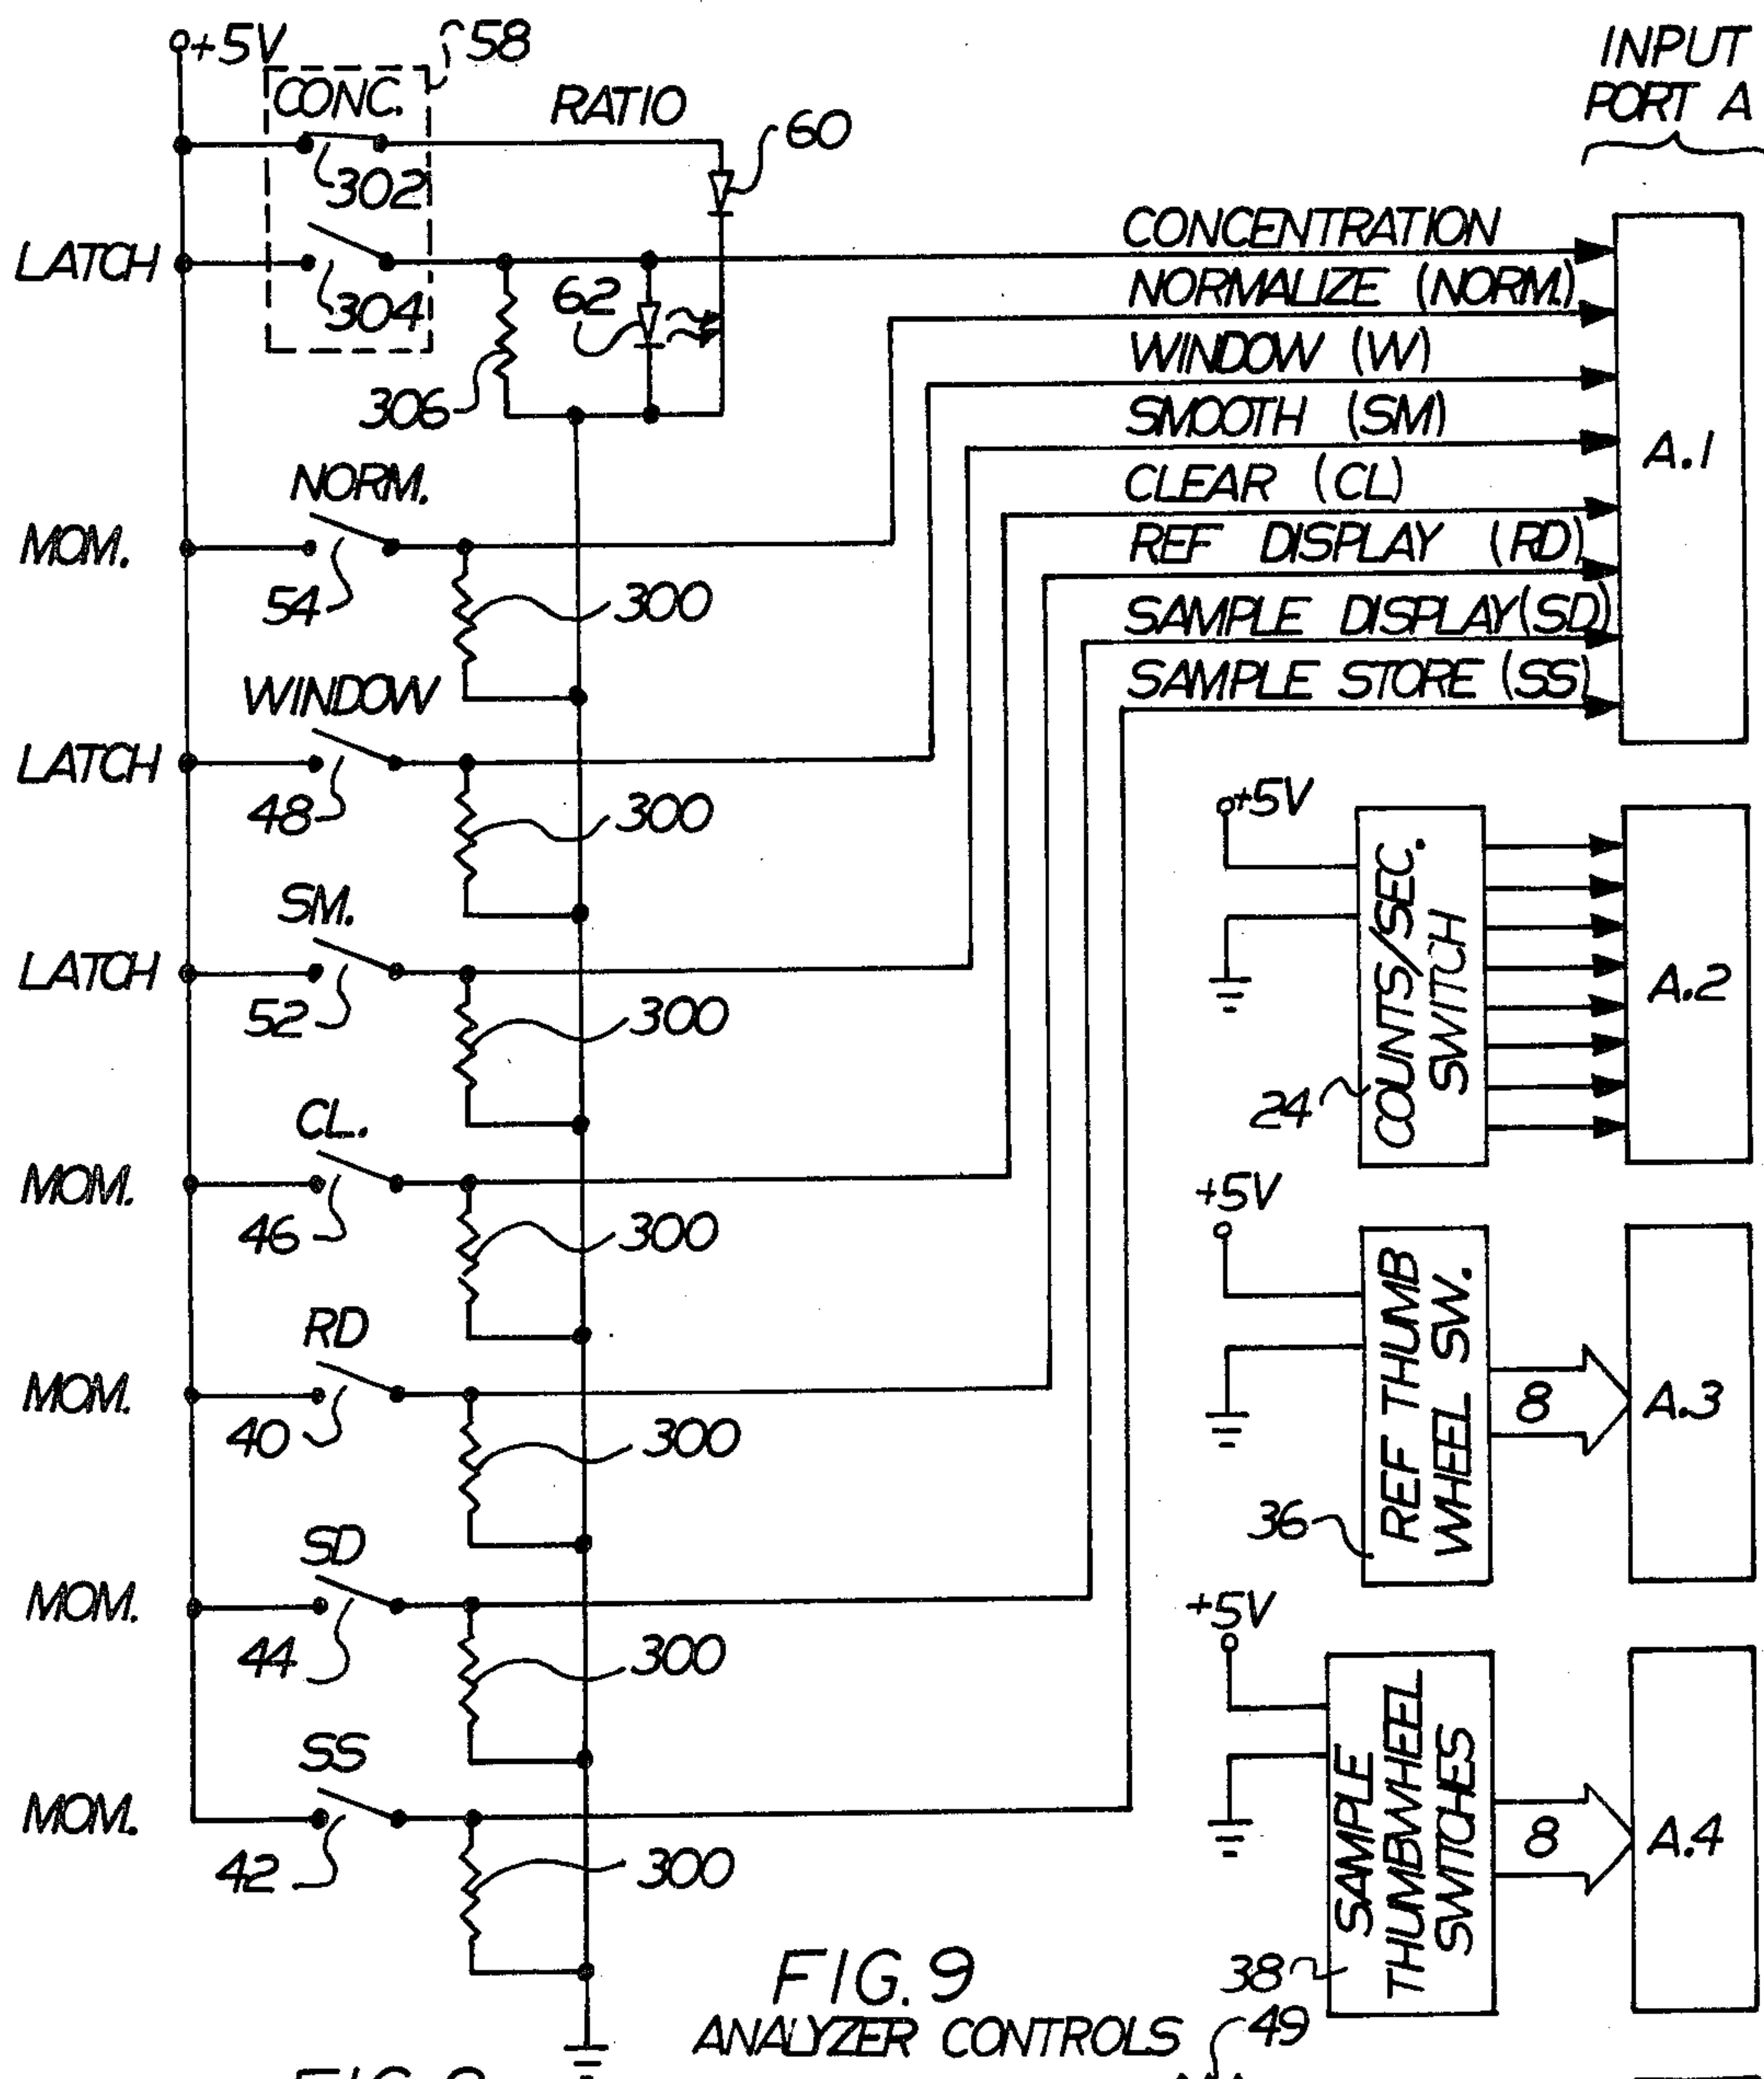 +5V
58
CONC.
RATIO
60
302
LATCH
304
62
306
INPUT
PORT A
CONCENTRATION
NORMALIZE (NORM.)
WINDOW (W)
SMOOTH (SM)
CLEAR (CL)
REF DISPLAY (RD)
SAMPLE DISPLAY (SD)
SAMPLE STORE (SS)
A.1
NORM.
MOM.
54
300
WINDOW
LATCH
48
300
SM.
LATCH
52
300
CL.
MOM.
46
300
RD
MOM.
40
300
SD
MOM.
44
300
SS
MOM.
42
300
+5V
COUNTS/SEC.
SWITCH
24
A.2
+5V
REF THUMB
WHEEL SW.
36
8
A.3
+5V
SAMPLE
THUMBWHEEL
SWITCHES
38
8
A.4
FIG. 9
ANALYZER CONTROLS
49